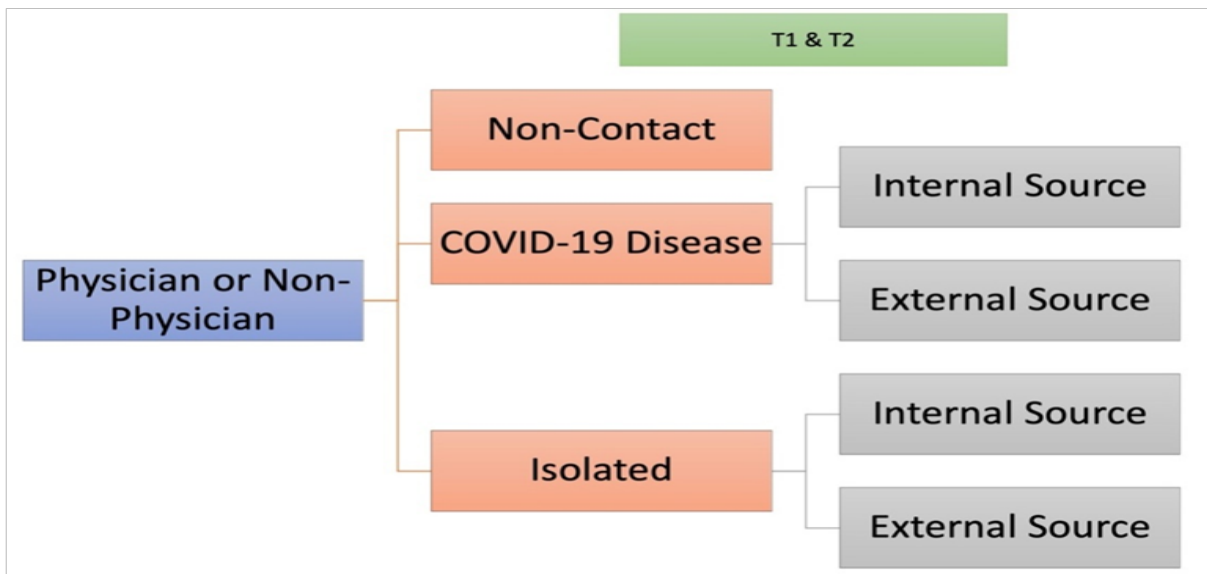 T1 & T2
Non-Contact
Internal Source
COVID-19 Disease
Physician or Non-
Physician
External Source
Internal Source
Isolated
External Source